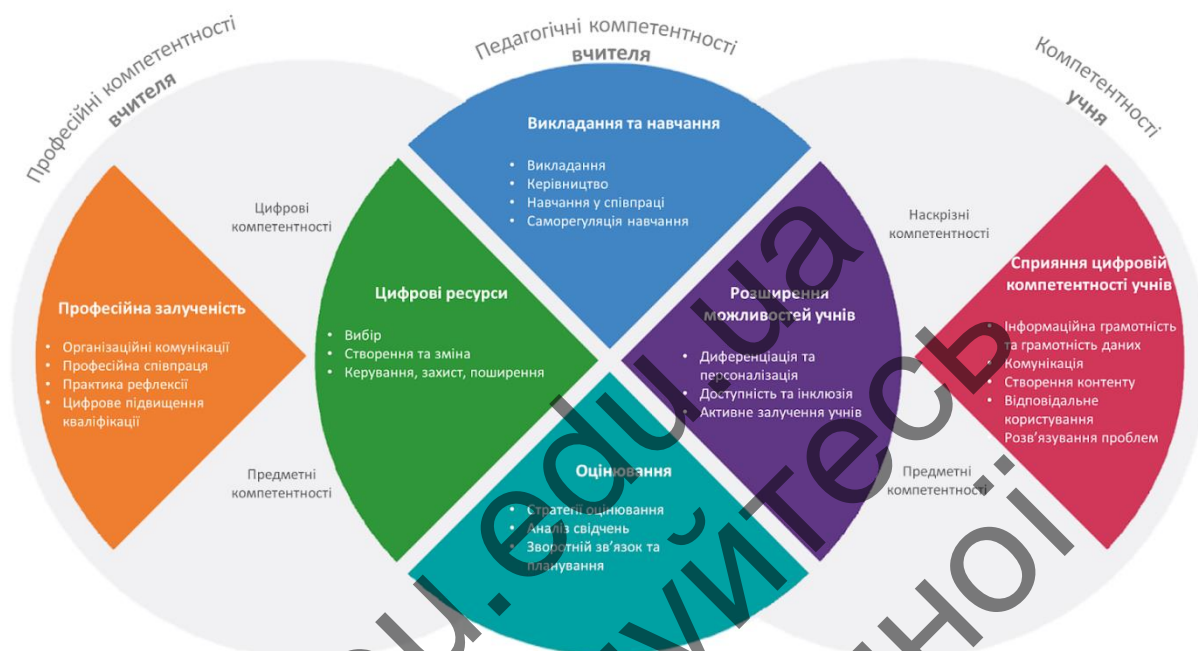 Професійні компетентності
вчителя
Педагогічні компетентності
вчителя
Компетентності
учня
Цифрові
компетентності
Предметні
компетентності
Професійна залученість
• Організаційні комунікації
• Професійна співпраця
• Практика рефлексії
• Цифрове підвищення
кваліфікації
Цифрові ресурси
• Вибір
• Створення та зміна
• Керування, захист, поширення
Викладання та навчання
• Викладання
• Керівництво
• Навчання у співпраці
• Саморегуляція навчання
Оцінювання
• Стратегії оцінювання
• Аналіз свідчень
• Зворотній зв’язок та
планування
Розширення
можливостей учнів
• Диференціація та
персоналізація
• Доступність та інклюзія
• Активне залучення учнів
Наскрізні
компетентності
Предметні
компетентності
Сприяння цифровій
компетентності учнів
• Інформаційна грамотність
та грамотність даних
• Комунікація
• Створення контенту
• Відповідальне
користування
• Розв’язування проблем
u.edu.ua